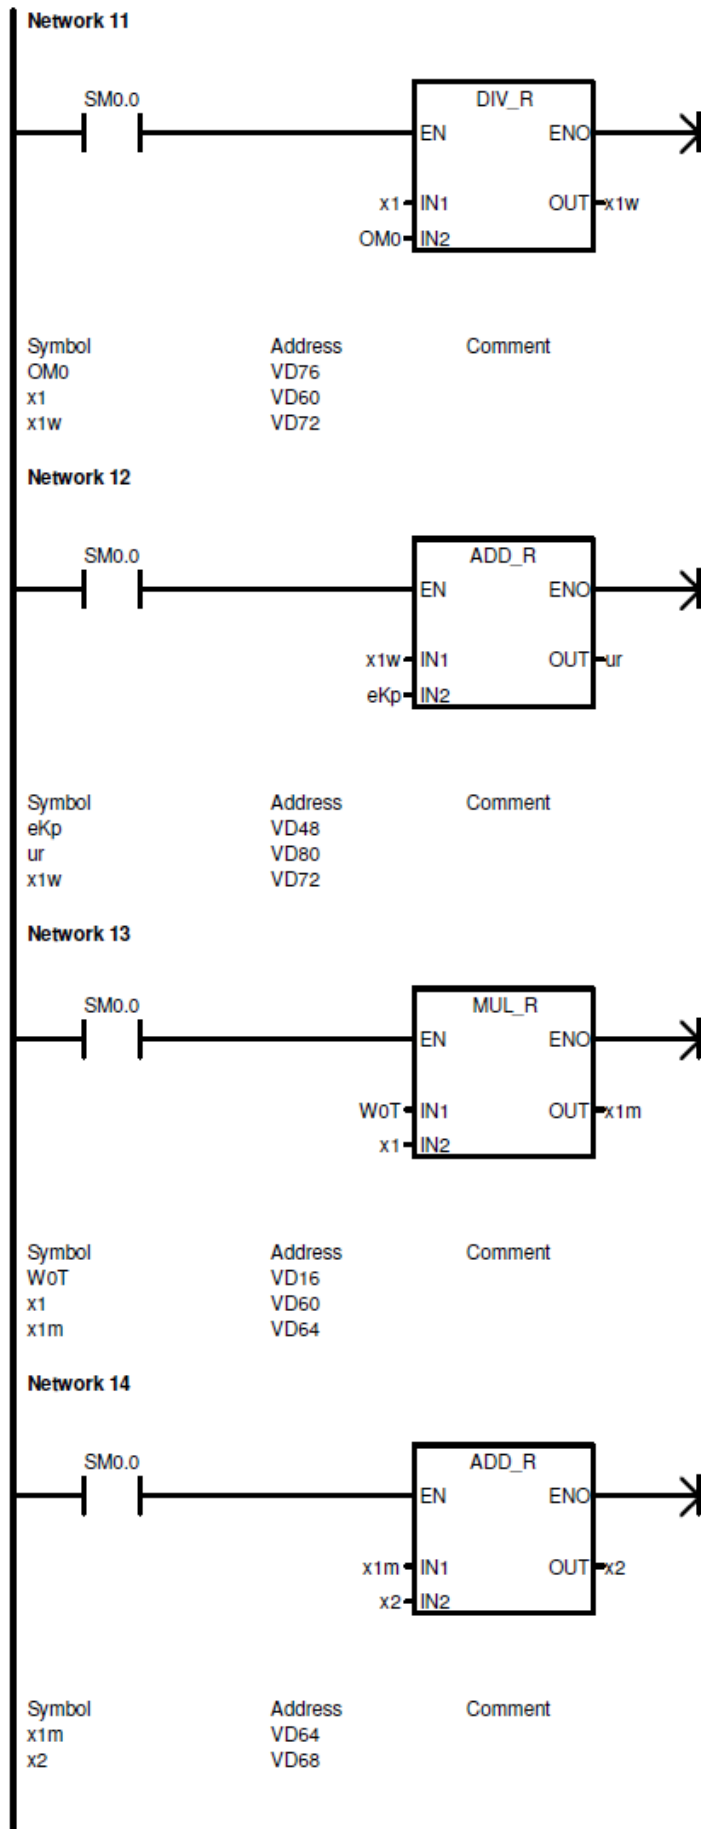 Network 11
SM0.0
DIV_R
EN ENO
x1 IN1 OUT x1w
OM0 IN2
Symbol Address Comment
OM0 VD76
x1 VD60
x1w VD72
Network 12
SM0.0
ADD_R
EN ENO
x1w IN1 OUT ur
eKp IN2
Symbol Address Comment
eKp VD48
ur VD80
x1w VD72
Network 13
SM0.0
MUL_R
EN ENO
W0T IN1 OUT x1m
x1 IN2
Symbol Address Comment
W0T VD16
x1 VD60
x1m VD64
Network 14
SM0.0
ADD_R
EN ENO
x1m IN1 OUT x2
x2 IN2
Symbol Address Comment
x1m VD64
x2 VD68